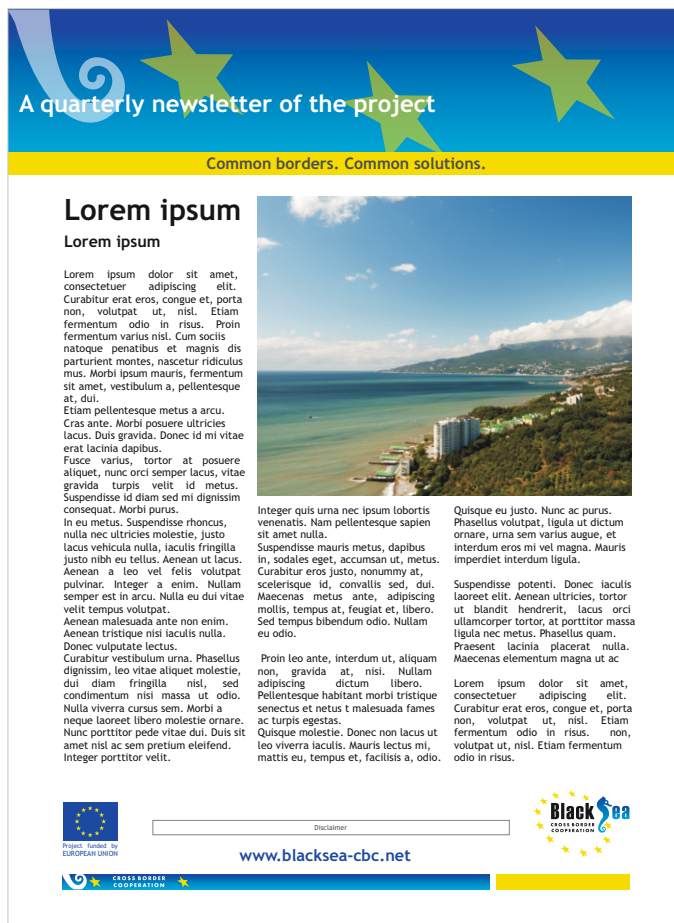 A quarterly newsletter of the project
Common borders. Common solutions.
Lorem ipsum
Lorem ipsum
Lorem ipsum dolor sit amet,
consectetuer adipiscing elit.
Curabitur erat eros, congue et, porta
non, volutpat ut, nisl. Etiam
fermentum odio in risus. Proin
fermentum varius nisl. Cum sociis
natoque penatibus et magnis dis
parturient montes, nascetur ridiculus
mus. Morbi ipsum mauris, fermentum
sit amet, vestibulum a, pellentesque
at, dui.
Etiam pellentesque metus a arcu.
Cras ante. Morbi posuere ultricies
lacus. Duis gravida. Donec id mi vitae
erat lacinia dapibus.
Fusce varius, tortor at posuere
aliquet, nunc orci semper lacus, vitae
gravida turpis velit id metus.
Suspendisse id diam sed mi dignissim
consequat. Morbi purus.
In eu metus. Suspendisse rhoncus,
nulla nec ultricies molestie, justo
lacus vehicula nulla, iaculis fringilla
justo nibh eu tellus. Aenean ut lacus.
Aenean a leo vel felis volutpat
pulvinar. Integer a enim. Nullam
semper est in arcu. Nulla eu dui vitae
velit tempus volutpat.
Aenean malesuada ante non enim.
Aenean tristique nisi iaculis nulla.
Donec vulputate lectus.
Curabitur vestibulum urna. Phasellus
dignissim, leo vitae aliquet molestie,
dui diam fringilla nisl, sed
condimentum nisi massa ut odio.
Nulla viverra cursus sem. Morbi a
neque laoreet libero molestie ornare.
Nunc porttitor pede vitae dui. Duis sit
amet nisl ac sem pretium eleifend.
Integer porttitor velit.
Integer quis urna nec ipsum lobortis
venenatis. Nam pellentesque sapien
sit amet nulla.
Suspendisse mauris metus, dapibus
in, sodales eget, accumsan ut, metus.
Curabitur eros justo, nonummy at,
scelerisque id, convallis sed, dui.
Maecenas metus ante, adipiscing
mollis, tempus at, feugiat et, libero.
Sed tempus bibendum odio. Nullam
eu odio.
Proin leo ante, interdum ut, aliquam
non, gravida at, nisi. Nullam
adipiscing dictum libero.
Pellentesque habitant morbi tristique
senectus et netus t malesuada fames
ac turpis egestas.
Quisque molestie. Donec non lacus ut
leo viverra iaculis. Mauris lectus mi,
mattis eu, tempus et, facilisis a, odio.
Quisque eu justo. Nunc ac purus.
Phasellus volutpat, ligula ut dictum
ornare, urna sem varius augue, et
interdum eros mi vel magna. Mauris
imperdiet interdum ligula.
Suspendisse potenti. Donec iaculis
laoreet elit. Aenean ultricies, tortor
ut blandit hendrerit, lacus orci
ullamcorper tortor, at porttitor massa
ligula nec metus. Phasellus quam.
Praesent lacinia placerat nulla.
Maecenas elementum magna ut ac
Lorem ipsum dolor sit amet,
consectetuer adipiscing elit.
Curabitur erat eros, congue et, porta
non, volutpat ut, nisl. Etiam
fermentum odio in risus. non,
volutpat ut, nisl. Etiam fermentum
odio in risus.
Project funded by
EUROPEAN UNION
Disclaimer
www.blacksea-cbc.net
Black Sea
CROSS BORDER
COOPERATION
CROSS BORDER
COOPERATION